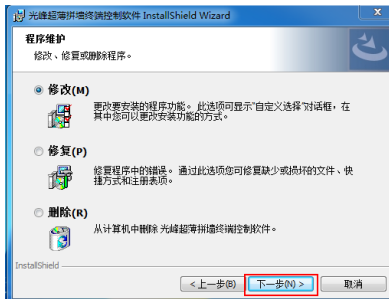 光峰超薄拼墙终端控制软件 InstallShield Wizard
程序维护
修改、修复或删除程序。
修改(M)
更改要安装的程序功能。此选项可显示“自定义选择”对话框，在
其中您可以更改安装功能的方式。
修复(P)
修复程序中的错误。通过此选项您可修复缺少或损坏的文件、快
捷方式和注册表项。
删除(R)
从计算机中删除 光峰超薄拼墙终端控制软件。
InstallShield
< 上一步(B) 下一步(N) > 取消